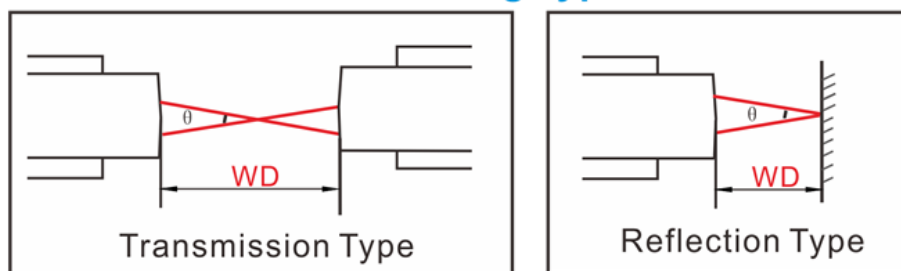 θ
WD
Transmission Type
θ
WD
Reflection Type